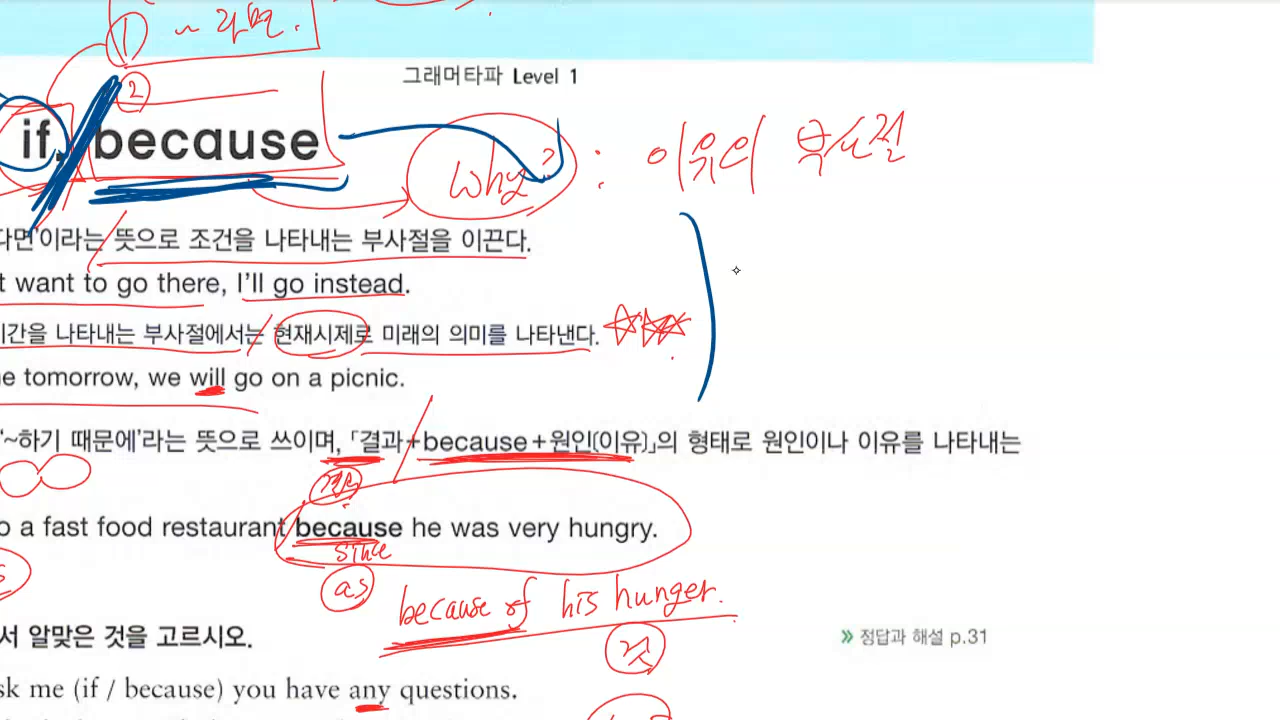 ① ~라면.
그래머타파 Level 1
②
if, because
why? : 이유의 부사절
다면'이라는 뜻으로 조건을 나타내는 부사절을 이끈다.
t want to go there, I'll go instead.
시간을 나타내는 부사절에서는 현재시제로 미래의 의미를 나타낸다.
e tomorrow, we will go on a picnic.
'~하기 때문에'라는 뜻으로 쓰이며, 「결과+because+원인(이유)」의 형태로 원인이나 이유를 나타내는
o a fast food restaurant because he was very hungry.
since
as
because of his hunger.
것
서 알맞은 것을 고르시오.
» 정답과 해설 p.31
sk me (if / because) you have any questions.